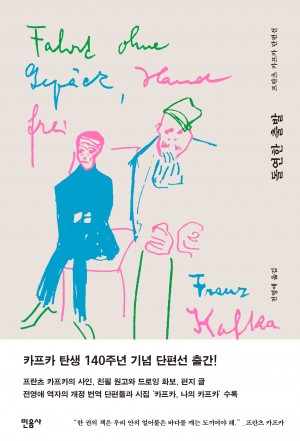 Fahrt ohne
Gepäck, Hand
frei
프란츠 카프카 단편선
돌연한 출발
전영애 옮김
Franz
Kafka
카프카 탄생 140주년 기념 단편선 출간!
프란츠 카프카의 사인, 친필 원고와 드로잉 화보, 편지 글
전영애 역자의 개정 번역 단편들과 시집 '카프카, 나의 카프카' 수록
민음사
“한 권의 책은 우리 안의 얼어붙은 바다를 깨는 도끼여야 해.” _프란츠 카프카